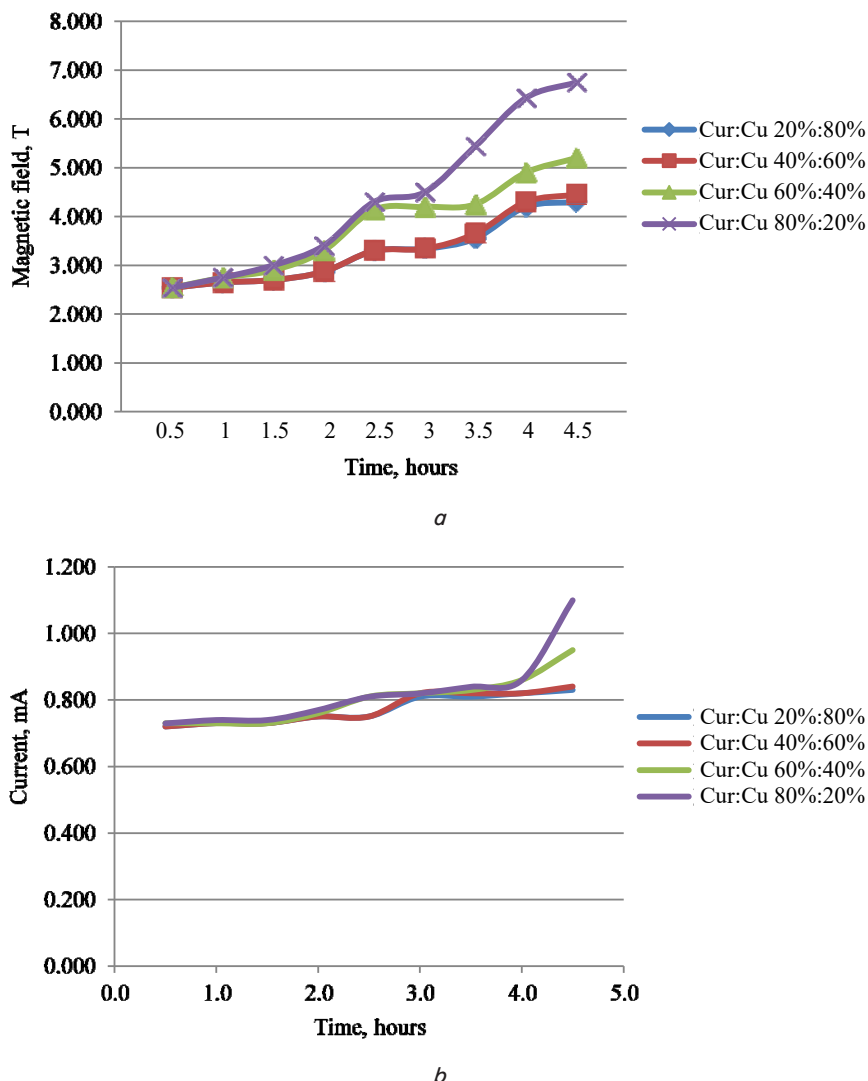 8.000
7.000
6.000
5.000
4.000
3.000
2.000
1.000
0.000
Magnetic field, T
0.5 1 1.5 2 2.5 3 3.5 4 4.5
Time, hours
Cur:Cu 20%:80%
Cur:Cu 40%:60%
Cur:Cu 60%:40%
Cur:Cu 80%:20%
a
1.200
1.000
0.800
0.600
0.400
0.200
0.000
Current, mA
0.0 1.0 2.0 3.0 4.0 5.0
Time, hours
Cur:Cu 20%:80%
Cur:Cu 40%:60%
Cur:Cu 60%:40%
Cur:Cu 80%:20%
b